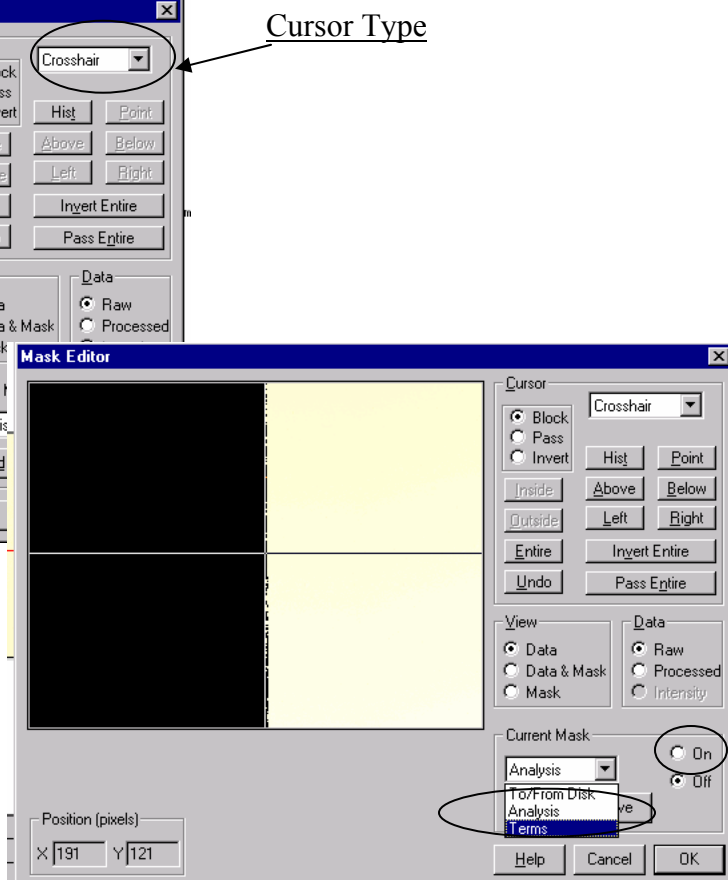 Cursor Type
Crosshair
Hist Point
Above Below
Left Right
Invert Entire
Pass Entire
Data
Raw
& Mask Processed
Mask Editor
Cursor
Crosshair
Block
Pass
Invert
Hist Point
Inside Above Below
Outside Left Right
Entire Invert Entire
Undo Pass Entire
View Data
Data Raw
Data & Mask Processed
Mask Intensity
Current Mask
On
Analysis
Off
To/From Disk
Analysis
Terms
Position (pixels)
X 191 Y 121
Help Cancel OK